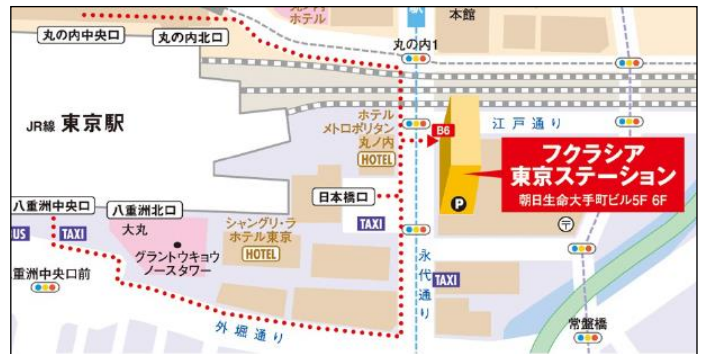 本館
ホテル
丸の内中央口
丸の内北口
丸の内1
JR線 東京駅
ホテル
メトロポリタン
丸ノ内
HOTEL
B6
江戸通り
フクラシア
東京ステーション
朝日生命大手町ビル5F 6F
P
〒
日本橋口
TAXI
八重洲中央口
八重洲北口
大丸
シャングリ・ラ
ホテル東京
HOTEL
TAXI
グラントウキョウ
ノースタワー
重洲中央口前
永代通り
TAXI
外堀通り
常盤橋